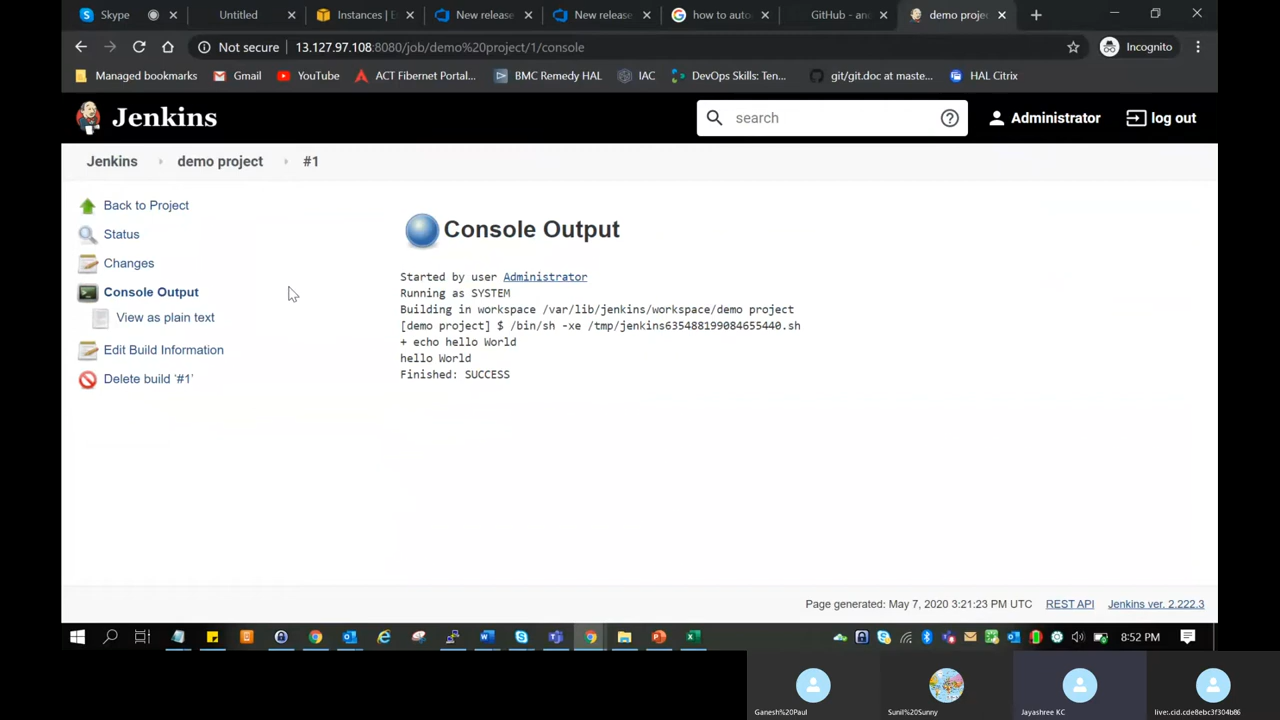 Skype
Untitled
Instances | E
New release
New release
how to auto
GitHub - an
demo proje
Not secure
13.127.97.108:8080/job/demo%20project/1/console
Incognito
Managed bookmarks
Gmail
YouTube
ACT Fibernet Portal...
BMC Remedy HAL
IAC
DevOps Skills: Ten...
git/git.doc at maste...
HAL Citrix
Jenkins
search
Administrator
log out
Jenkins
demo project
#1
Back to Project
Status
Changes
Console Output
View as plain text
Edit Build Information
Delete build '#1'
Console Output
Started by user Administrator
Running as SYSTEM
Building in workspace /var/lib/jenkins/workspace/demo project
[demo project] $ /bin/sh -xe /tmp/jenkins635488199084655440.sh
+ echo hello World
hello World
Finished: SUCCESS
Page generated: May 7, 2020 3:21:23 PM UTC
REST API
Jenkins ver. 2.222.3
8:52 PM
Ganesh%20Paul
Sunil%20Sunny
Jayashree KC
live:.cid.cde8ebc3f304b86